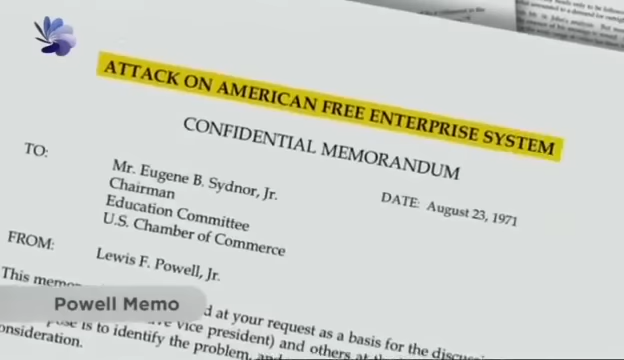 ATTACK ON AMERICAN FREE ENTERPRISE SYSTEM
CONFIDENTIAL MEMORANDUM
TO:
Mr. Eugene B. Sydnor, Jr.
Chairman
Education Committee
U.S. Chamber of Commerce
DATE: August 23, 1971
FROM:
Lewis F. Powell, Jr.
This
at your request as a basis for the
vice president) and others at
is to identify the problem,
consideration.
Powell Memo